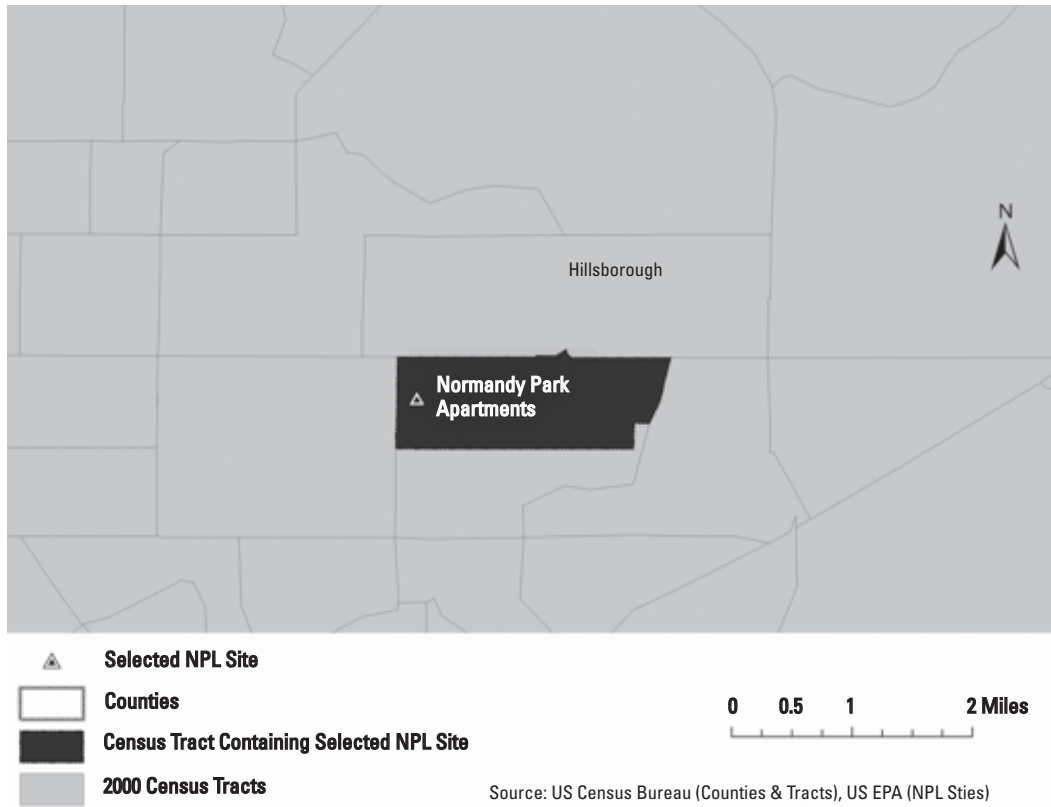 N
Hillsborough
Normandy Park
Apartments
Selected NPL Site
Counties
Census Tract Containing Selected NPL Site
2000 Census Tracts
0 0.5 1 2 Miles
Source: US Census Bureau (Counties & Tracts), US EPA (NPL Sties)